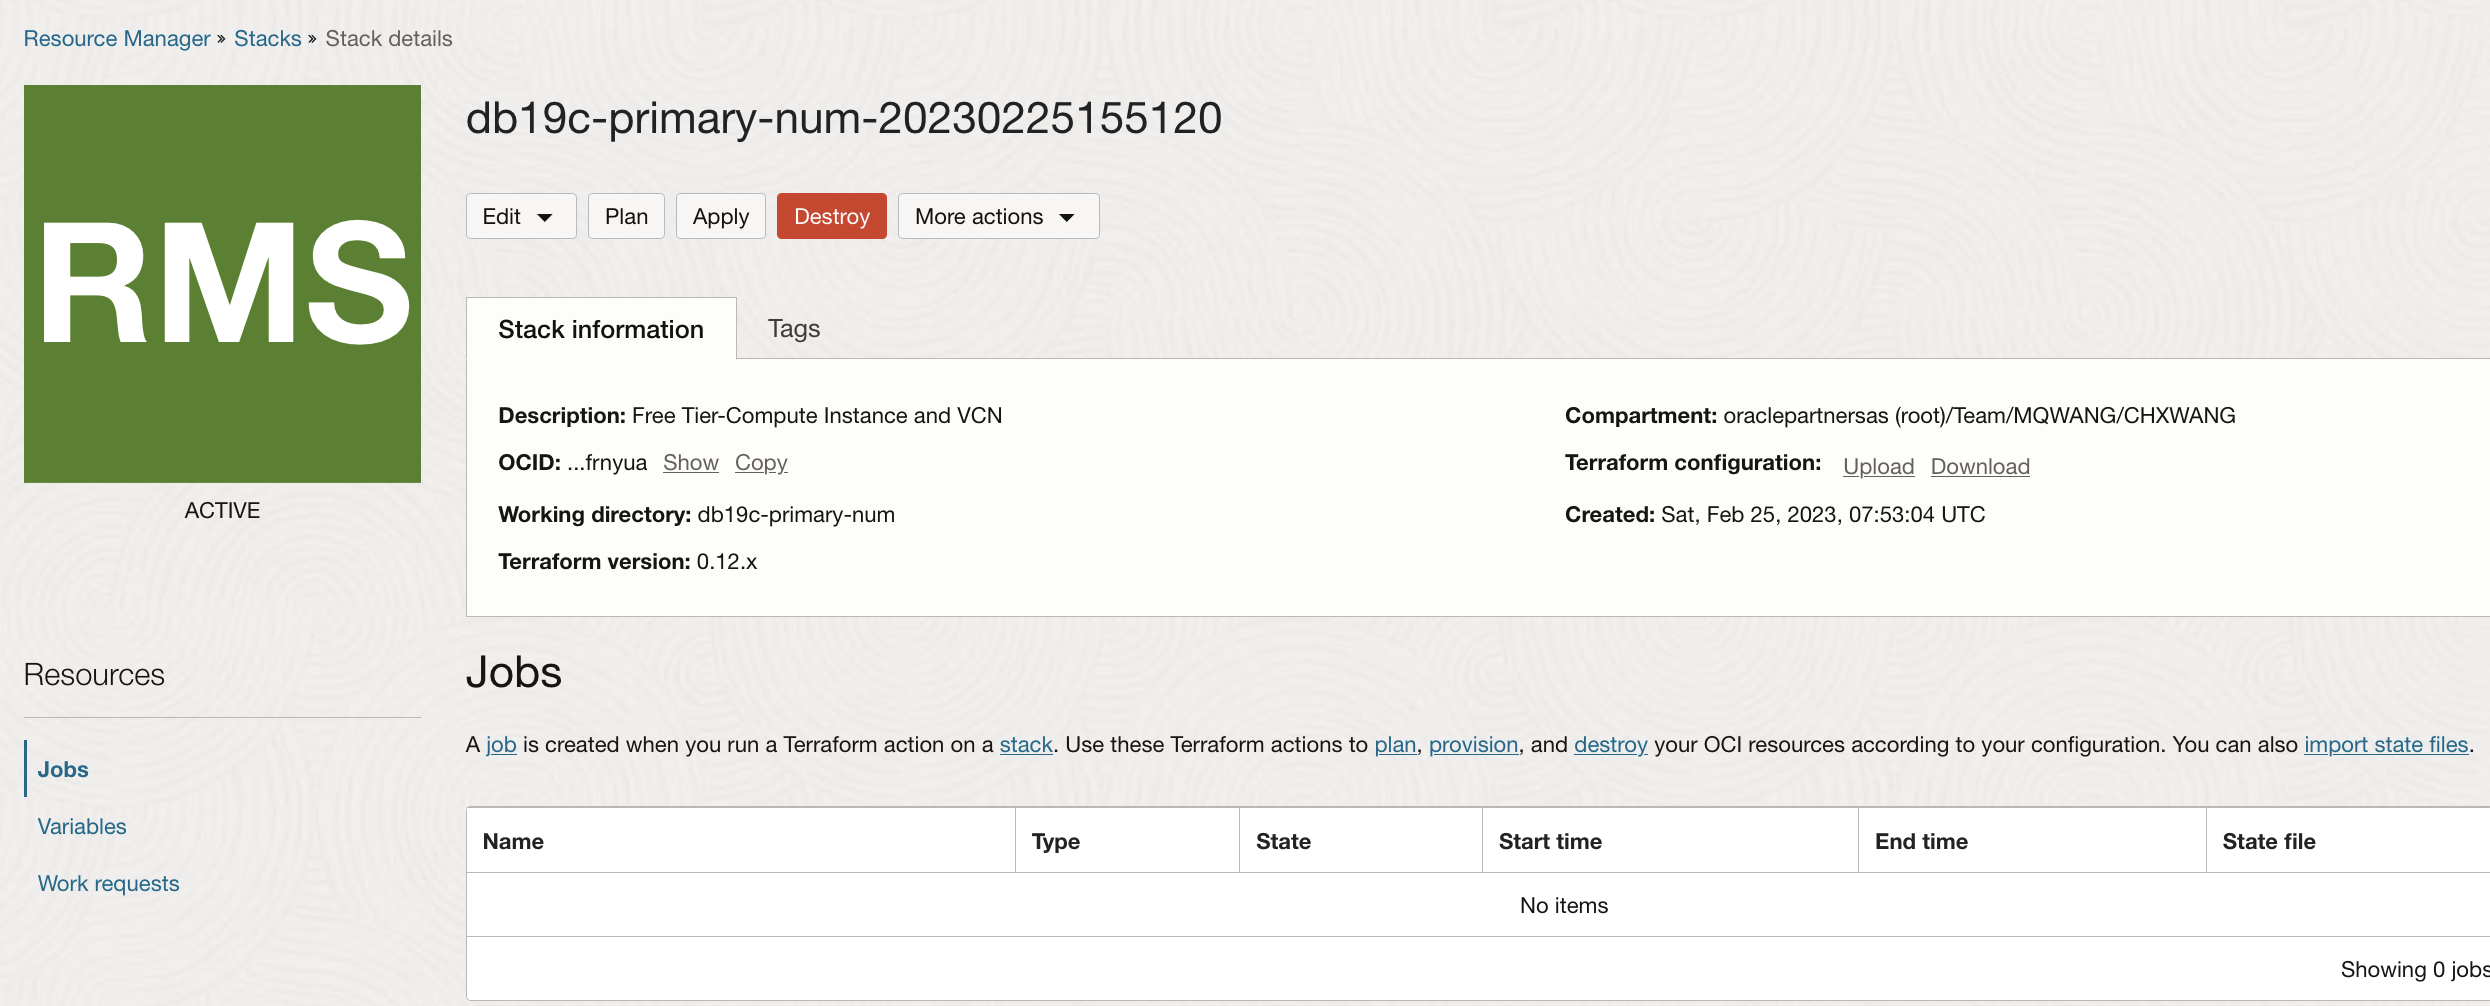 Resource Manager » Stacks » Stack details
RMS
ACTIVE
db19c-primary-num-20230225155120
Edit Plan Apply Destroy More actions
Stack information Tags
Description: Free Tier-Compute Instance and VCN
OCID: ...frnyua Show Copy
Working directory: db19c-primary-num
Terraform version: 0.12.x
Compartment: oraclepartnersas (root)/Team/MQWANG/CHXWANG
Terraform configuration: Upload Download
Created: Sat, Feb 25, 2023, 07:53:04 UTC
Resources
Jobs
Variables
Work requests
Jobs
A job is created when you run a Terraform action on a stack. Use these Terraform actions to plan, provision, and destroy your OCI resources according to your configuration. You can also import state files.
Name Type State Start time End time State file
No items
Showing 0 jobs